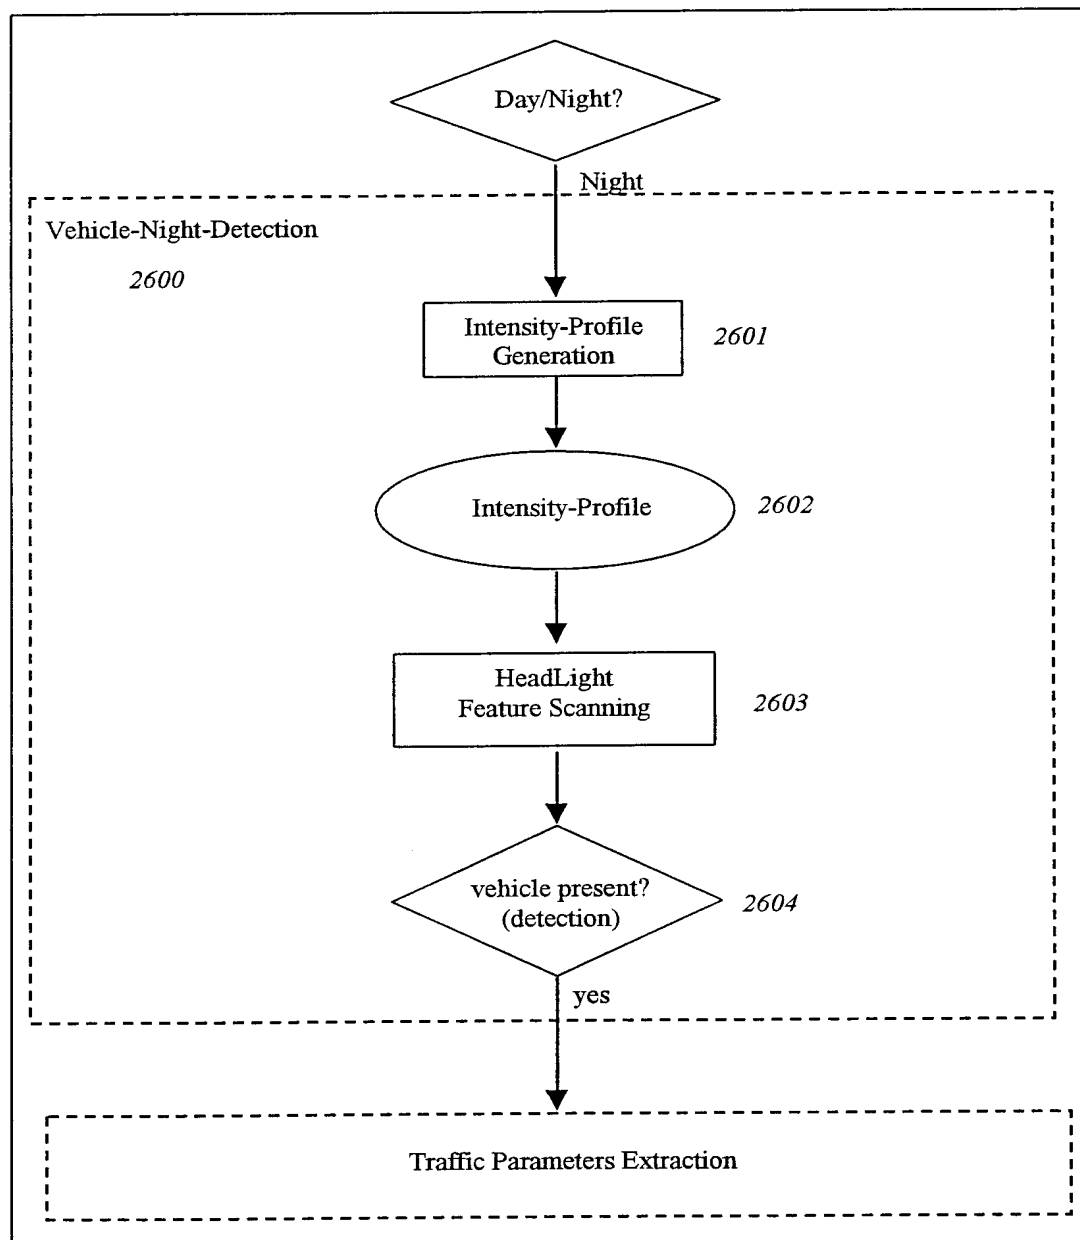 Day/Night?
Night
Vehicle-Night-Detection
2600
Intensity-Profile
Generation
2601
Intensity-Profile
2602
HeadLight
Feature Scanning
2603
vehicle present?
(detection)
2604
yes
Traffic Parameters Extraction